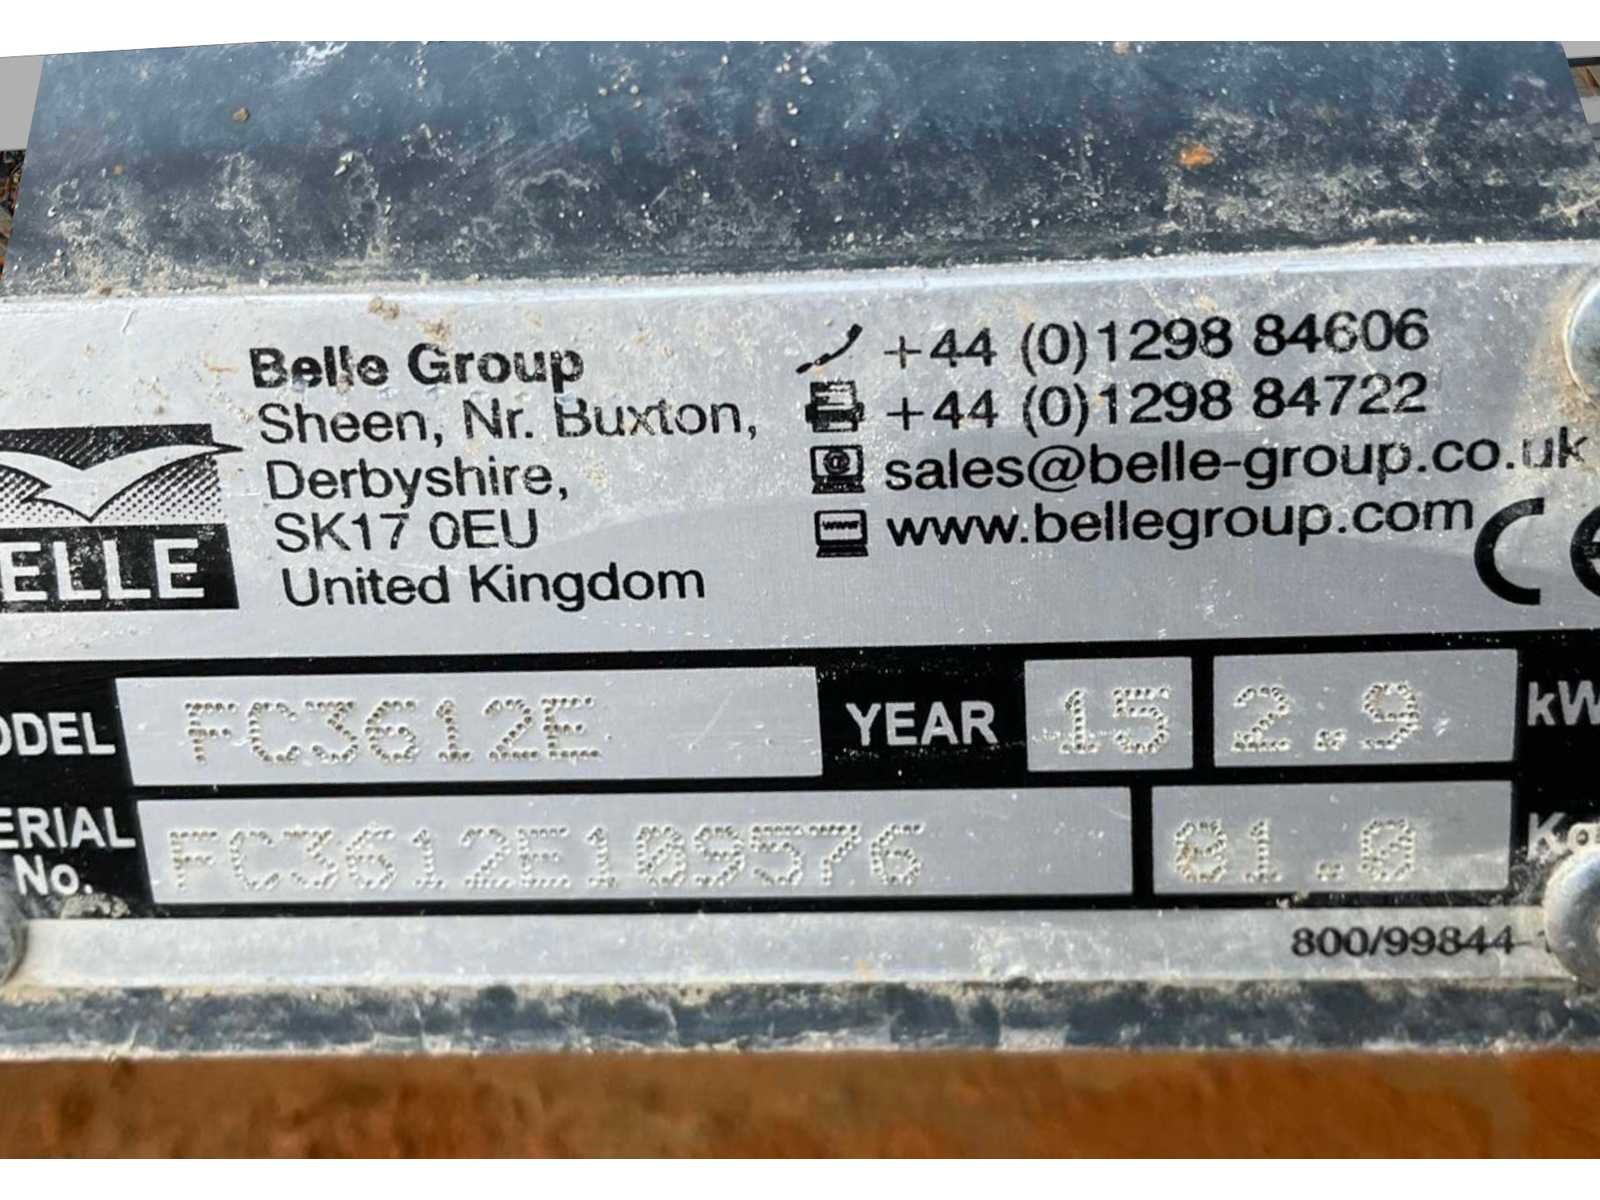 Belle Group
Sheen, Nr. Buxton,
Derbyshire,
SK17 0EU
United Kingdom
+44 (0)1298 84606
+44 (0)1298 84722
sales@belle-group.co.uk
www.bellegroup.com
CE
ELLE
ODEL FC3612E YEAR 15 2.9 kW
ERIAL No. FC3612E109576 81.0
800/99844-1